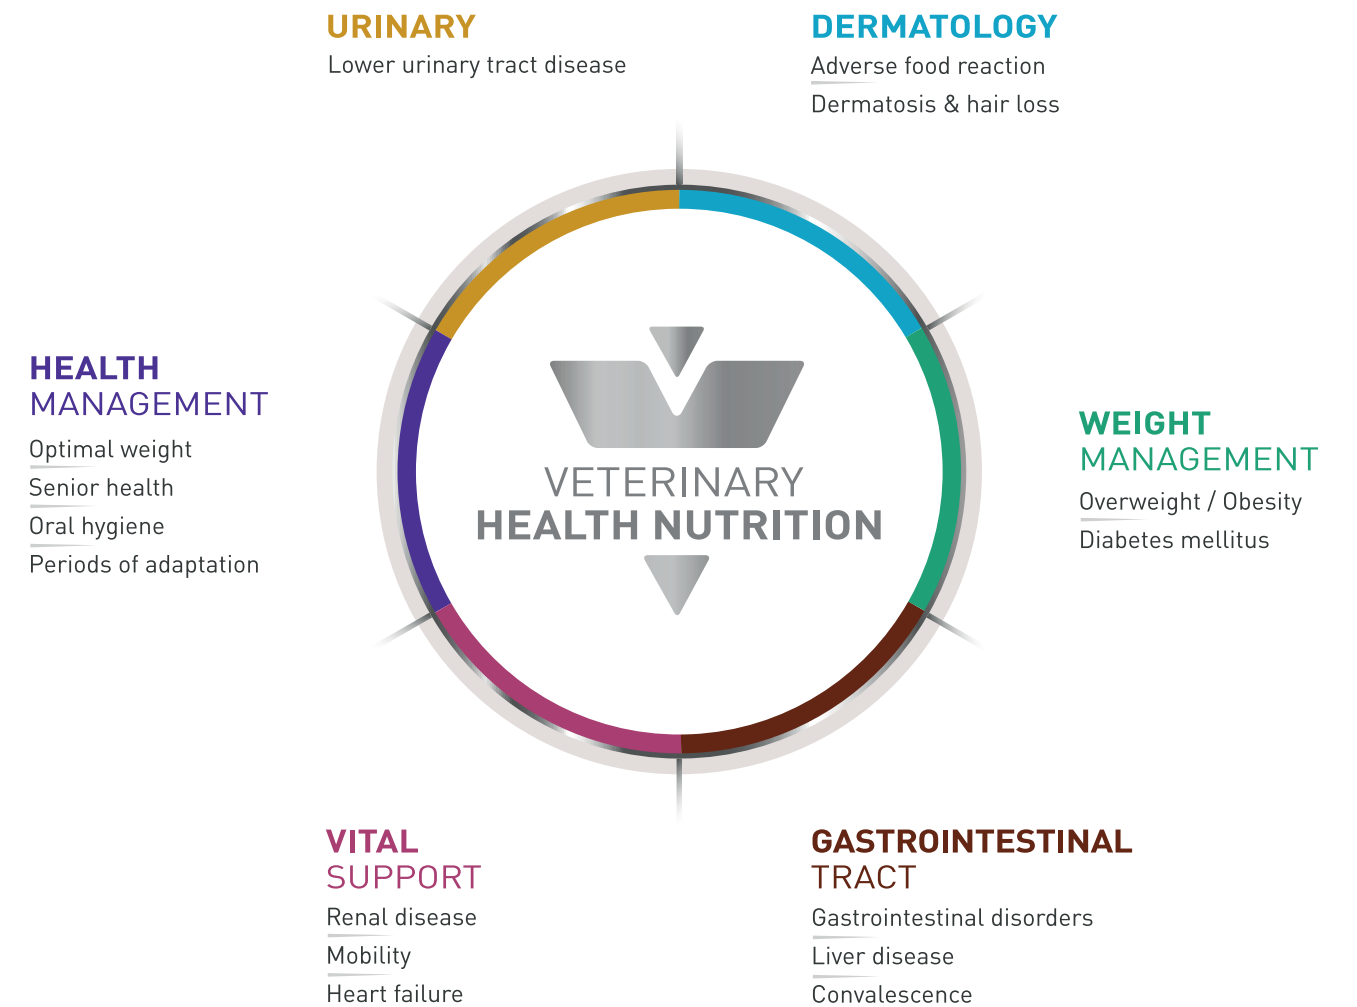 URINARY
Lower urinary tract disease
DERMATOLOGY
Adverse food reaction
Dermatosis & hair loss
HEALTH
MANAGEMENT
Optimal weight
Senior health
Oral hygiene
Periods of adaptation
VETERINARY
HEALTH NUTRITION
WEIGHT
MANAGEMENT
Overweight / Obesity
Diabetes mellitus
VITAL
SUPPORT
Renal disease
Mobility
Heart failure
GASTROINTESTINAL
TRACT
Gastrointestinal disorders
Liver disease
Convalescence